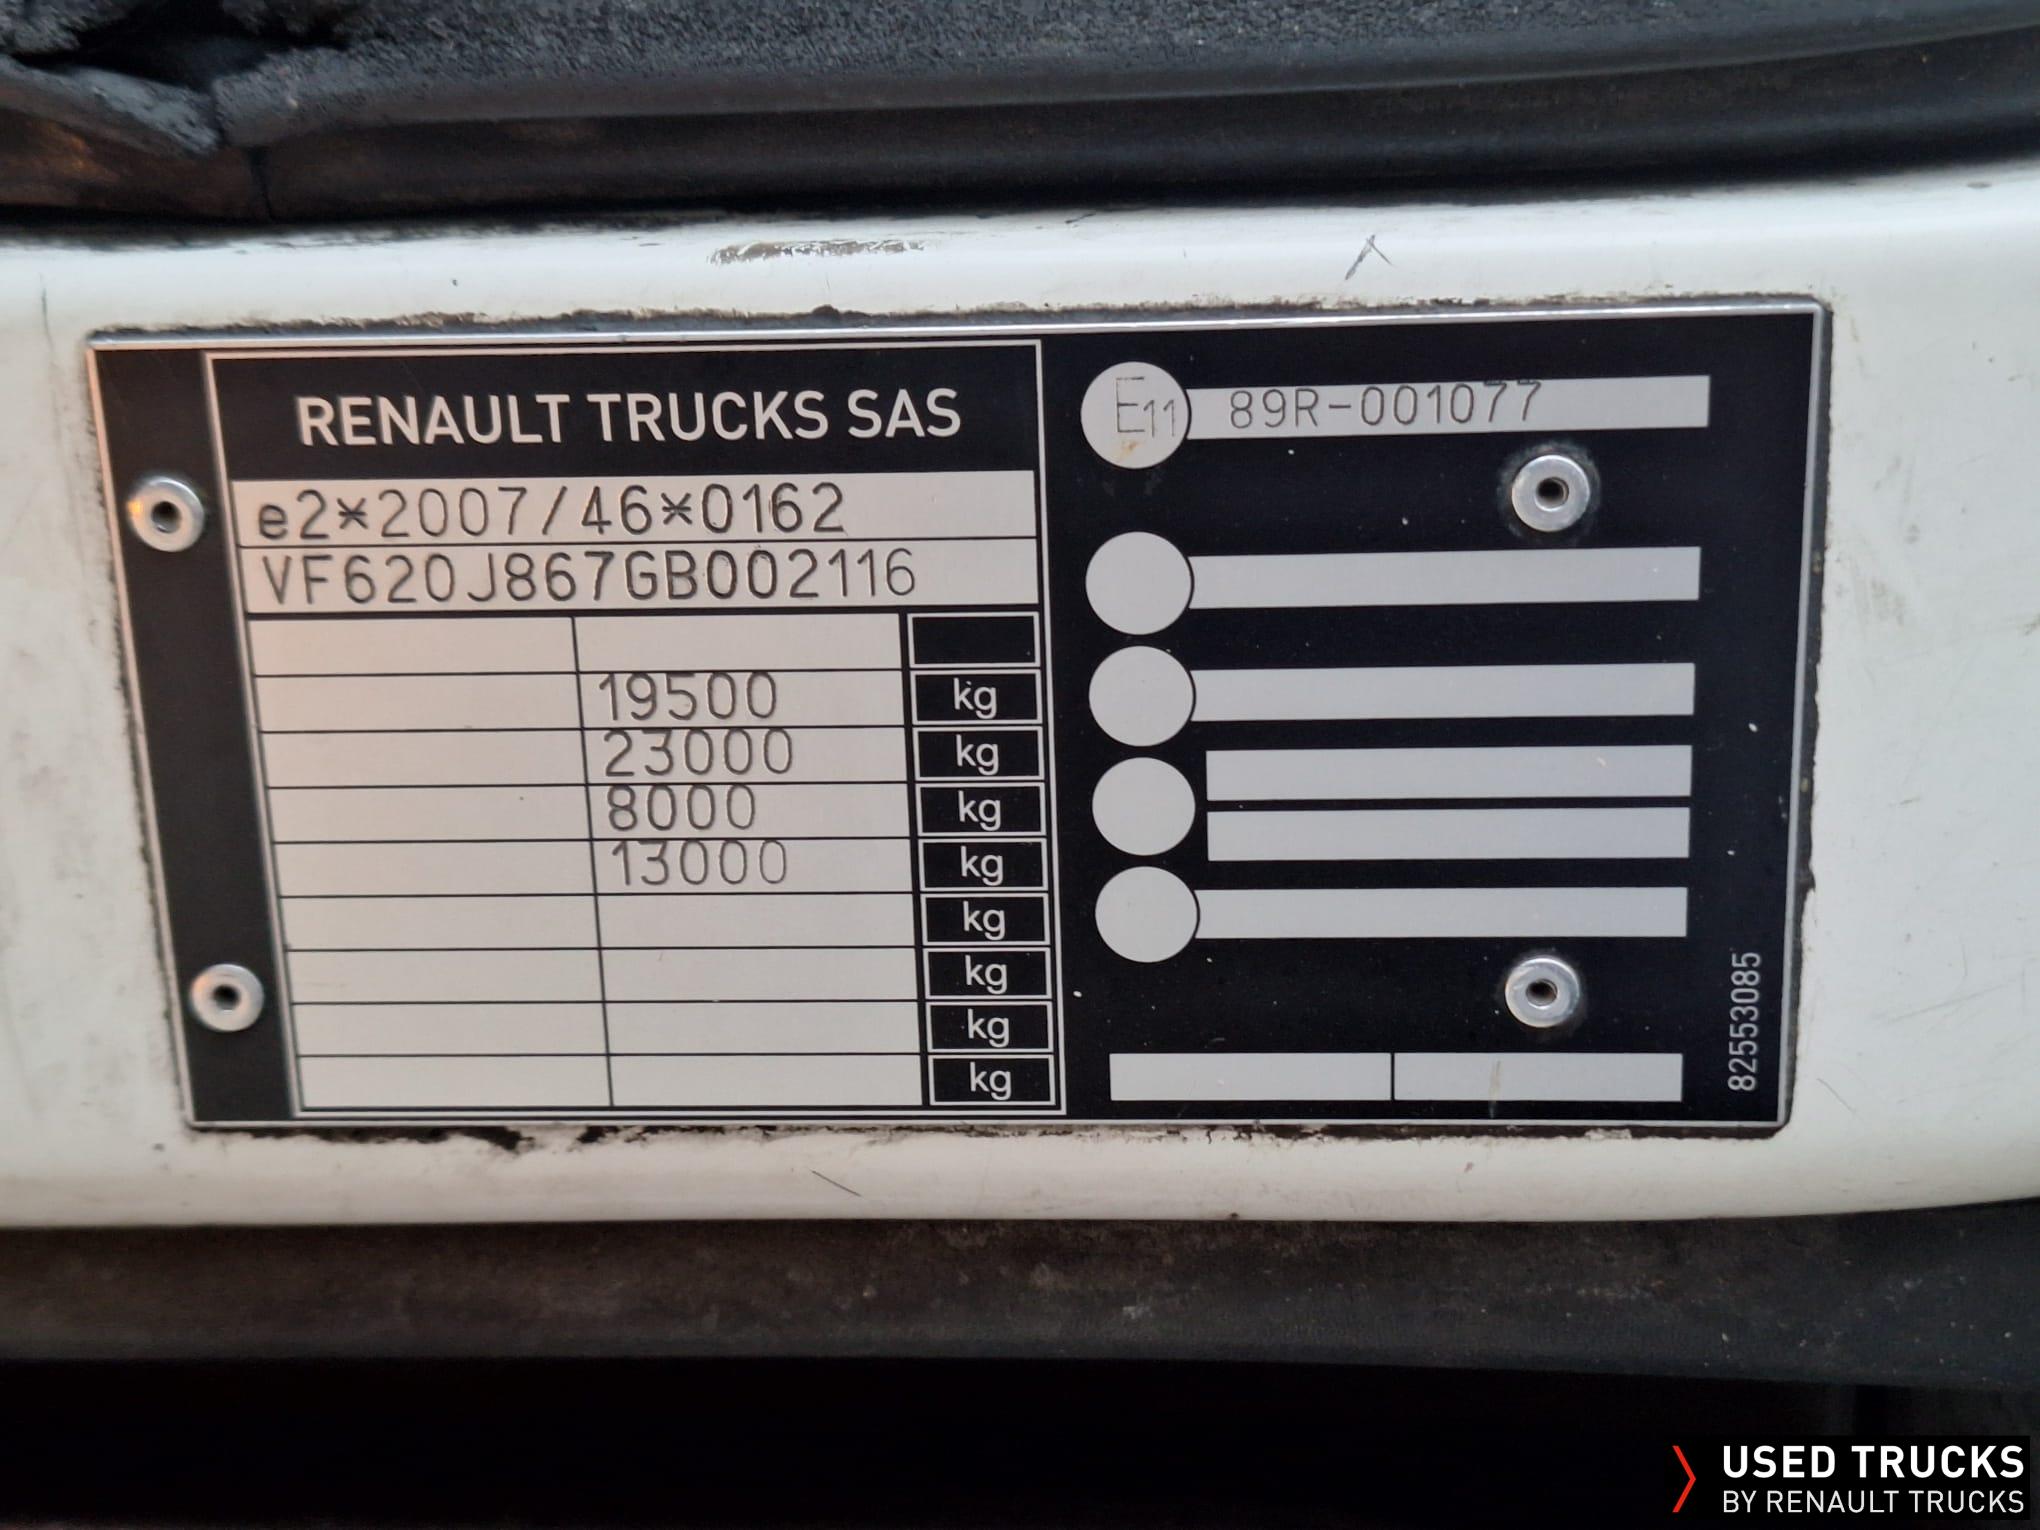 RENAULT TRUCKS SAS
e2*2007/46*0162
VF620J867GB002116
19500 kg
23000 kg
8000 kg
13000 kg
kg
kg
kg
kg
E11 89R-001077
82553085
USED TRUCKS
BY RENAULT TRUCKS